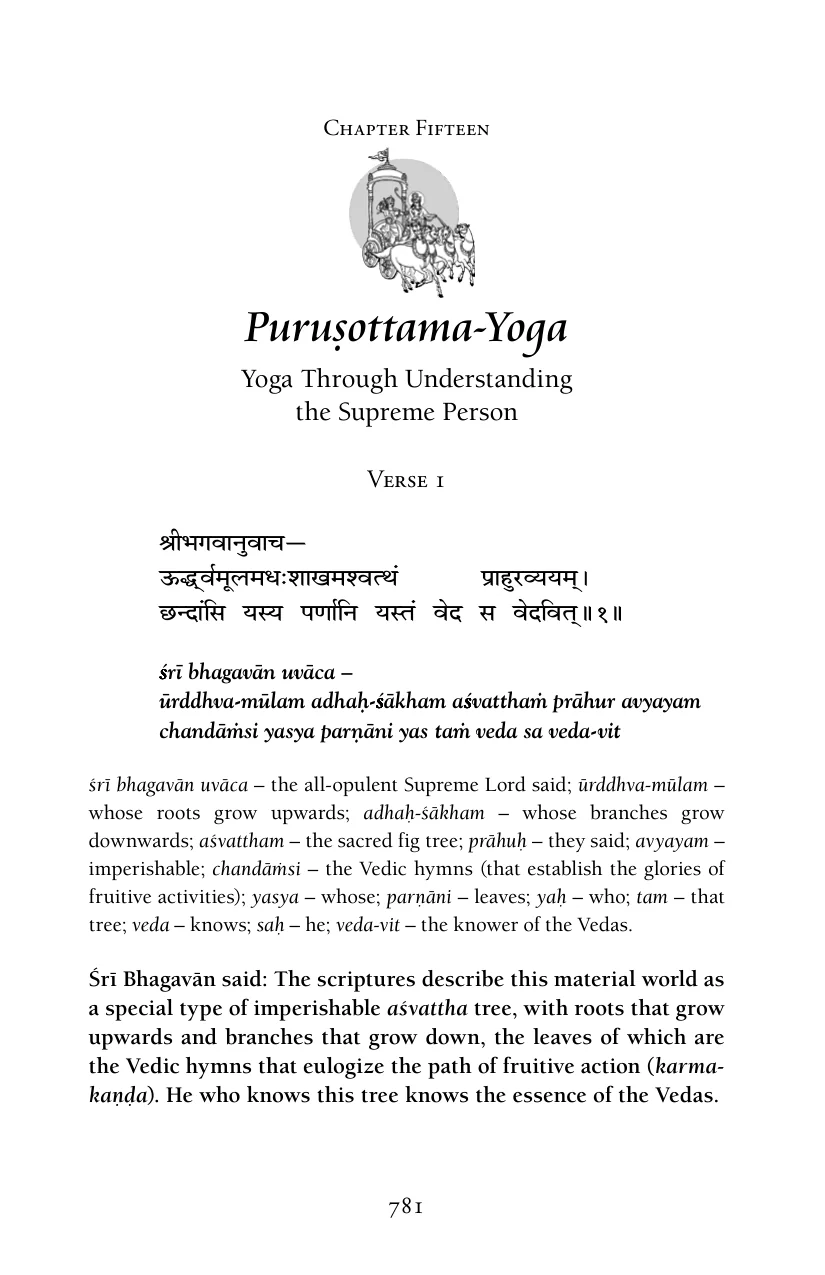 Chapter Fifteen
Puruṣottama-Yoga
Yoga Through Understanding
the Supreme Person
Verse 1
श्रीभगवानुवाच—
ऊद्ध्र्वमूलमधःशाखमश्वत्थं प्राहुरव्ययम्।
छन्दांसि यस्य पर्णानि यस्तं वेद स वेदवित्॥१॥
śrī bhagavān uvāca –
ūrddhva-mūlam adhaḥ-śākham aśvatthaṁ prāhur avyayam
chandāṁsi yasya parṇāni yas taṁ veda sa veda-vit
śrī bhagavān uvāca – the all-opulent Supreme Lord said; ūrddhva-mūlam –
whose roots grow upwards; adhaḥ-śākham – whose branches grow
downwards; aśvattham – the sacred fig tree; prāhuḥ – they said; avyayam –
imperishable; chandāṁsi – the Vedic hymns (that establish the glories of
fruitive activities); yasya – whose; parṇāni – leaves; yaḥ – who; tam – that
tree; veda – knows; saḥ – he; veda-vit – the knower of the Vedas.
Śrī Bhagavān said: The scriptures describe this material world as
a special type of imperishable aśvattha tree, with roots that grow
upwards and branches that grow down, the leaves of which are
the Vedic hymns that eulogize the path of fruitive action (karma-
kaṇḍa). He who knows this tree knows the essence of the Vedas.
781